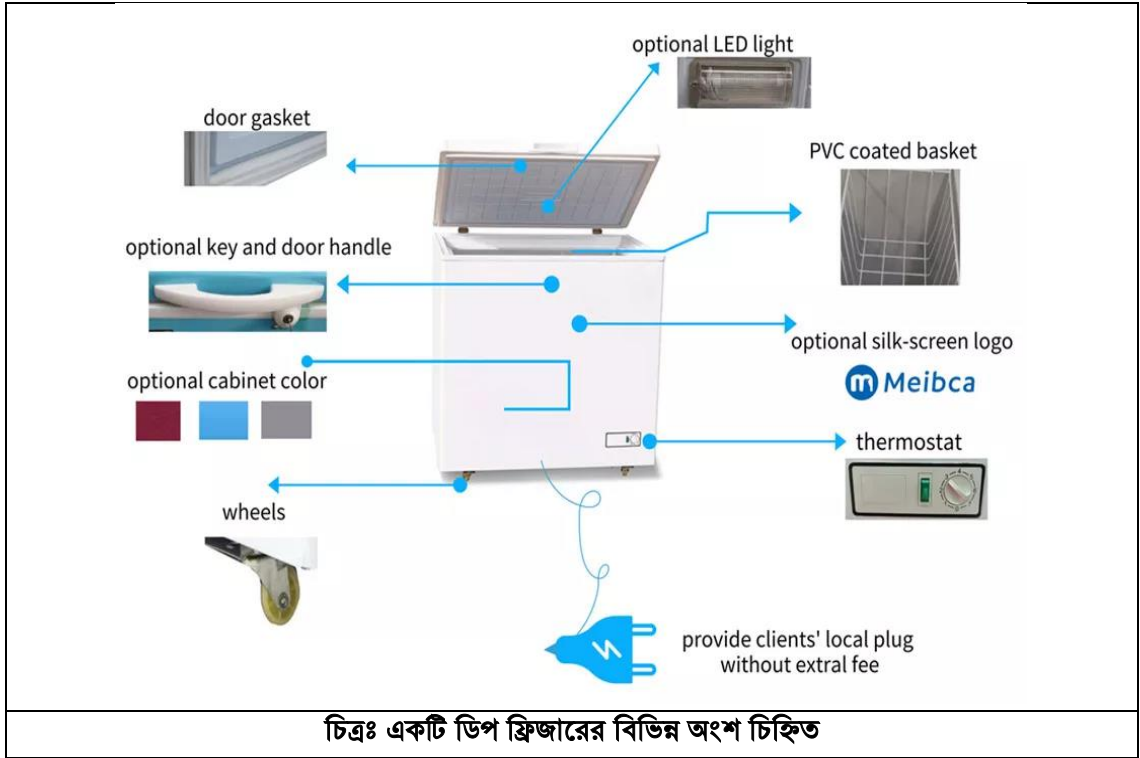 optional LED light
door gasket
PVC coated basket
optional key and door handle
optional silk-screen logo
Meibca
optional cabinet color
thermostat
wheels
provide clients' local plug
without extral fee
চিত্রঃ একটি ডিপ ফ্রিজারের বিভিন্ন অংশ চিহ্নিত